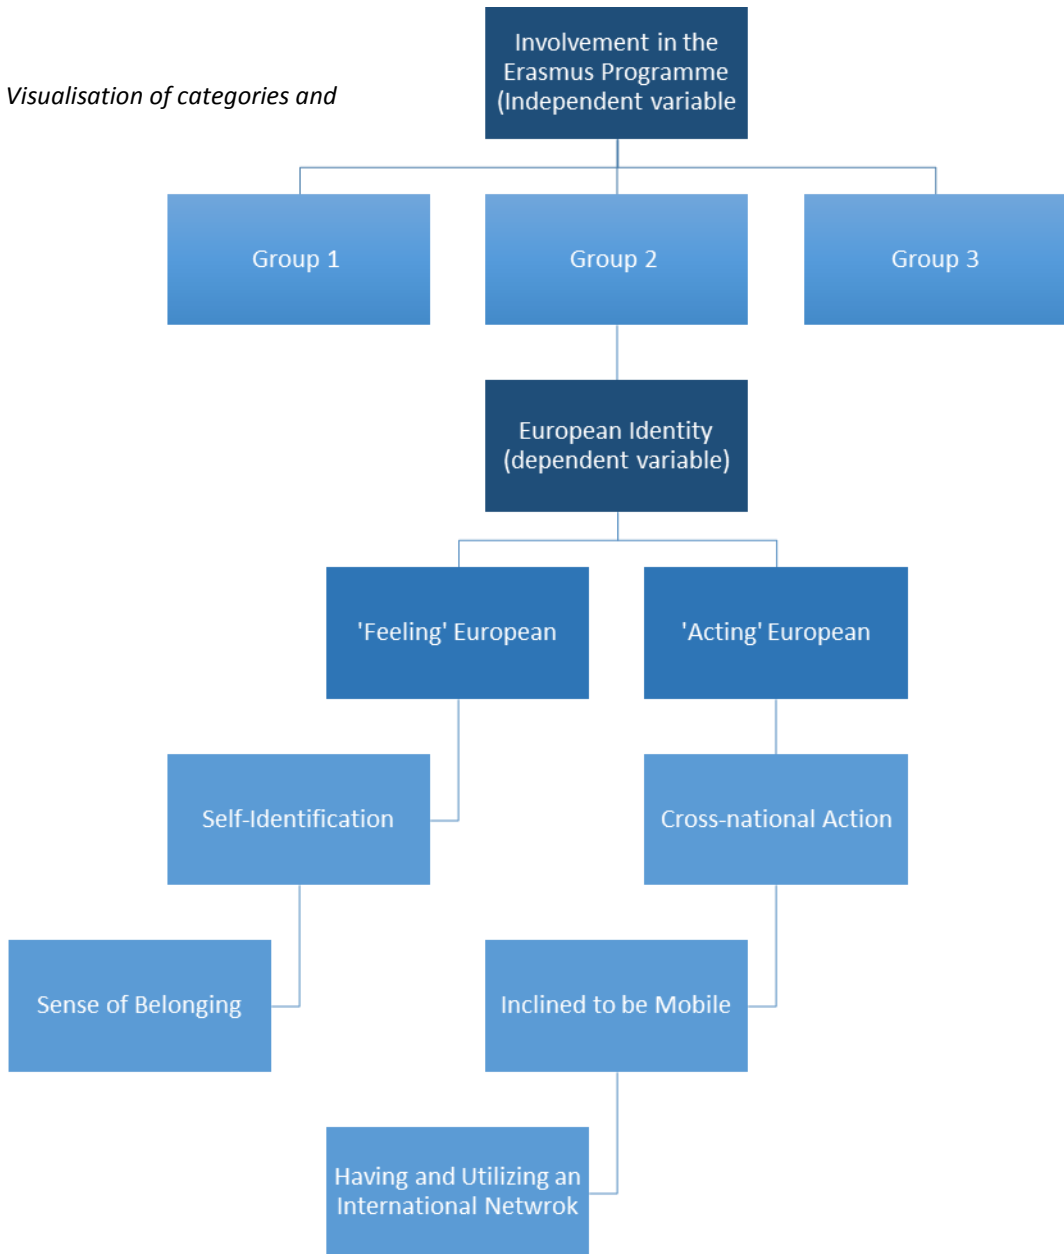 Involvement in the
Erasmus Programme
(Independent variable
Visualisation of categories and
Group 1
Group 2
Group 3
European Identity
(dependent variable)
'Feeling' European
'Acting' European
Self-Identification
Cross-national Action
Sense of Belonging
Inclined to be Mobile
Having and Utilizing an
International Netwrok